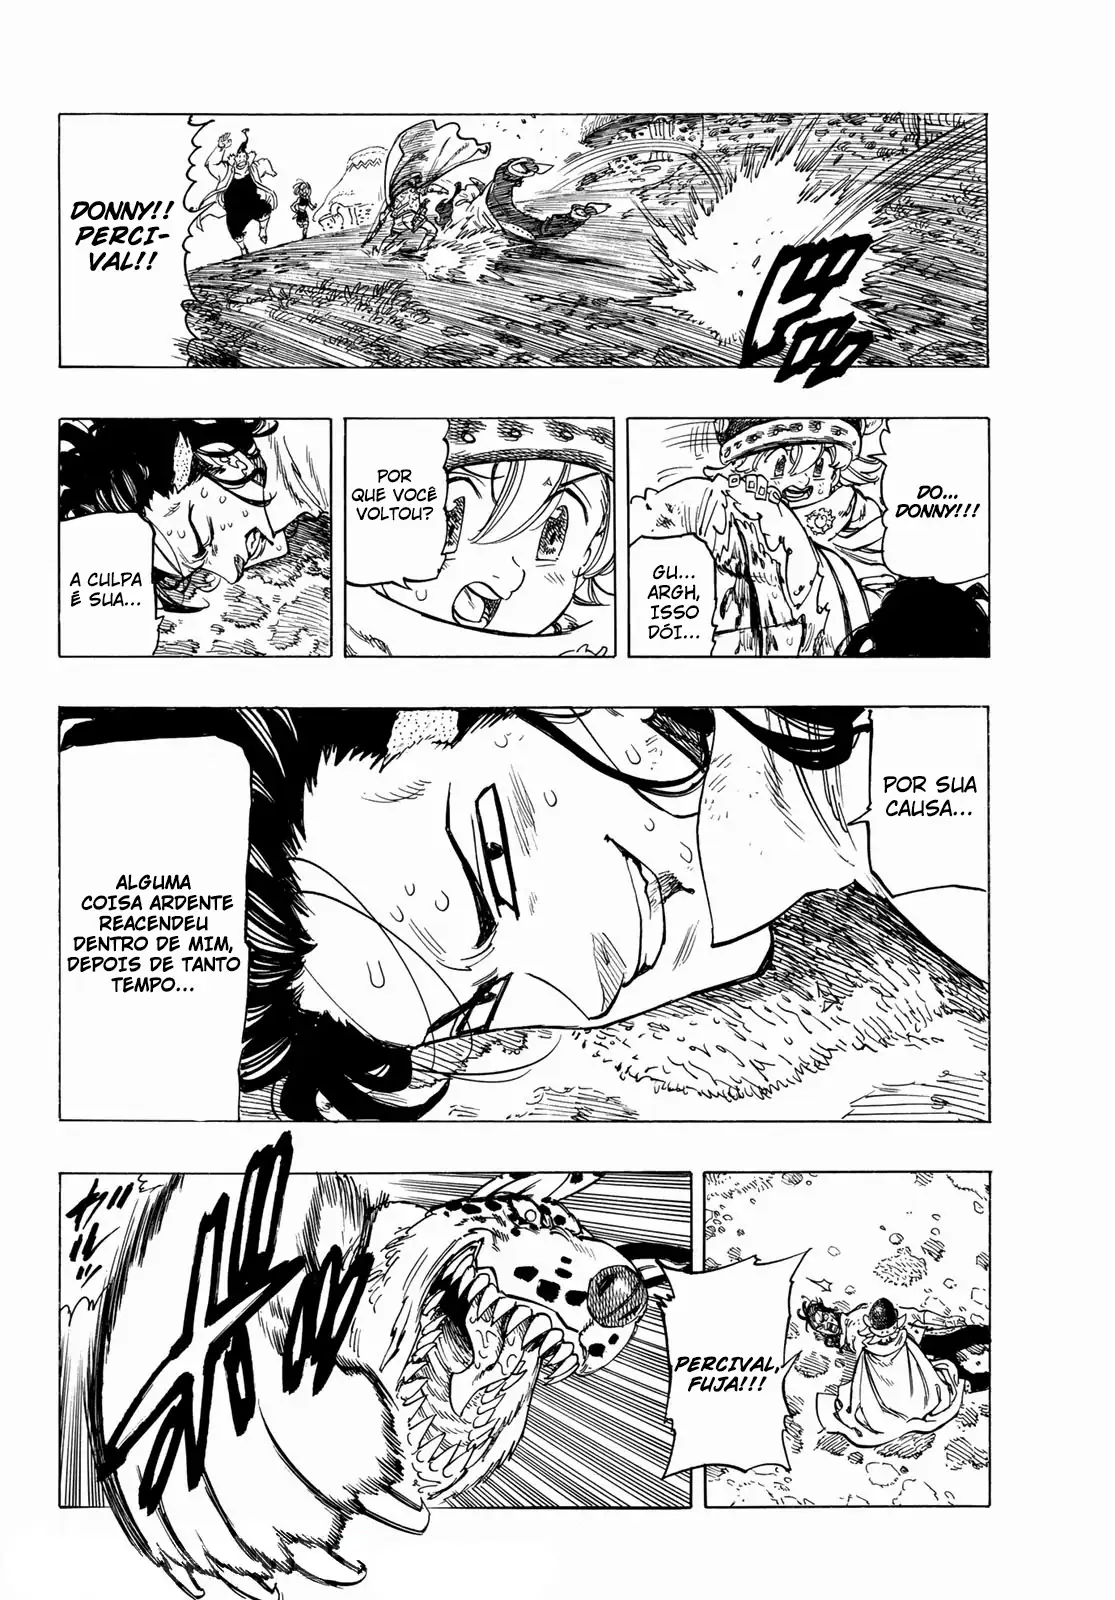 DONNY!!
PERCI-
VAL!!
DO...
DONNY!!!
GU...
ARGH,
ISSO
DÓI...
POR
QUE VOCÊ
VOLTOU?
A CULPA
É SUA...
POR SUA
CAUSA...
ALGUMA
COISA ARDENTE
REACENDEU
DENTRO DE MIM,
DEPOIS DE TANTO
TEMPO...
PERCIVAL,
FUJA!!!